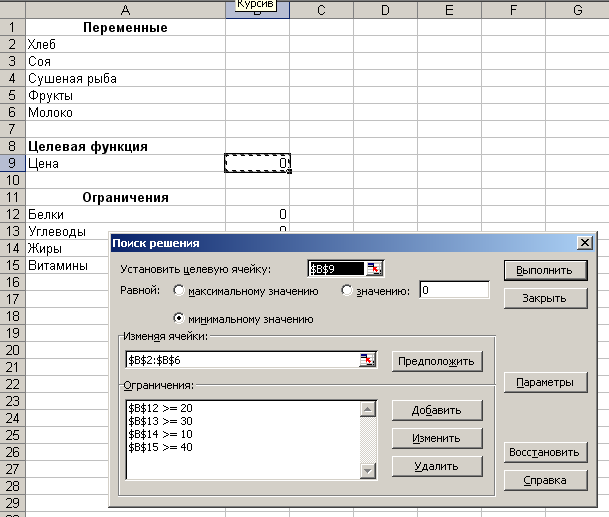 Курсив
A B C D E F G
1 Переменные
2 Хлеб
3 Соя
4 Сушеная рыба
5 Фрукты
6 Молоко
7
8 Целевая функция
9 Цена 0
10
11 Ограничения
12 Белки 0
13 Углеводы 0
14 Жиры
15 Витамины
16
17
18
19
20
21
22
23
24
25
26
27
28
29
Поиск решения
Установить целевую ячейку: $B$9 Выполнить
Равной: максимальному значению значению: 0 Закрыть
минимальному значению
Изменяя ячейки:
$B$2:$B$6 Предположить
Ограничения: Параметры
$B$12 >= 20 Добавить
$B$13 >= 30
$B$14 >= 10 Изменить
$B$15 >= 40 Восстановить
Удалить
Справка